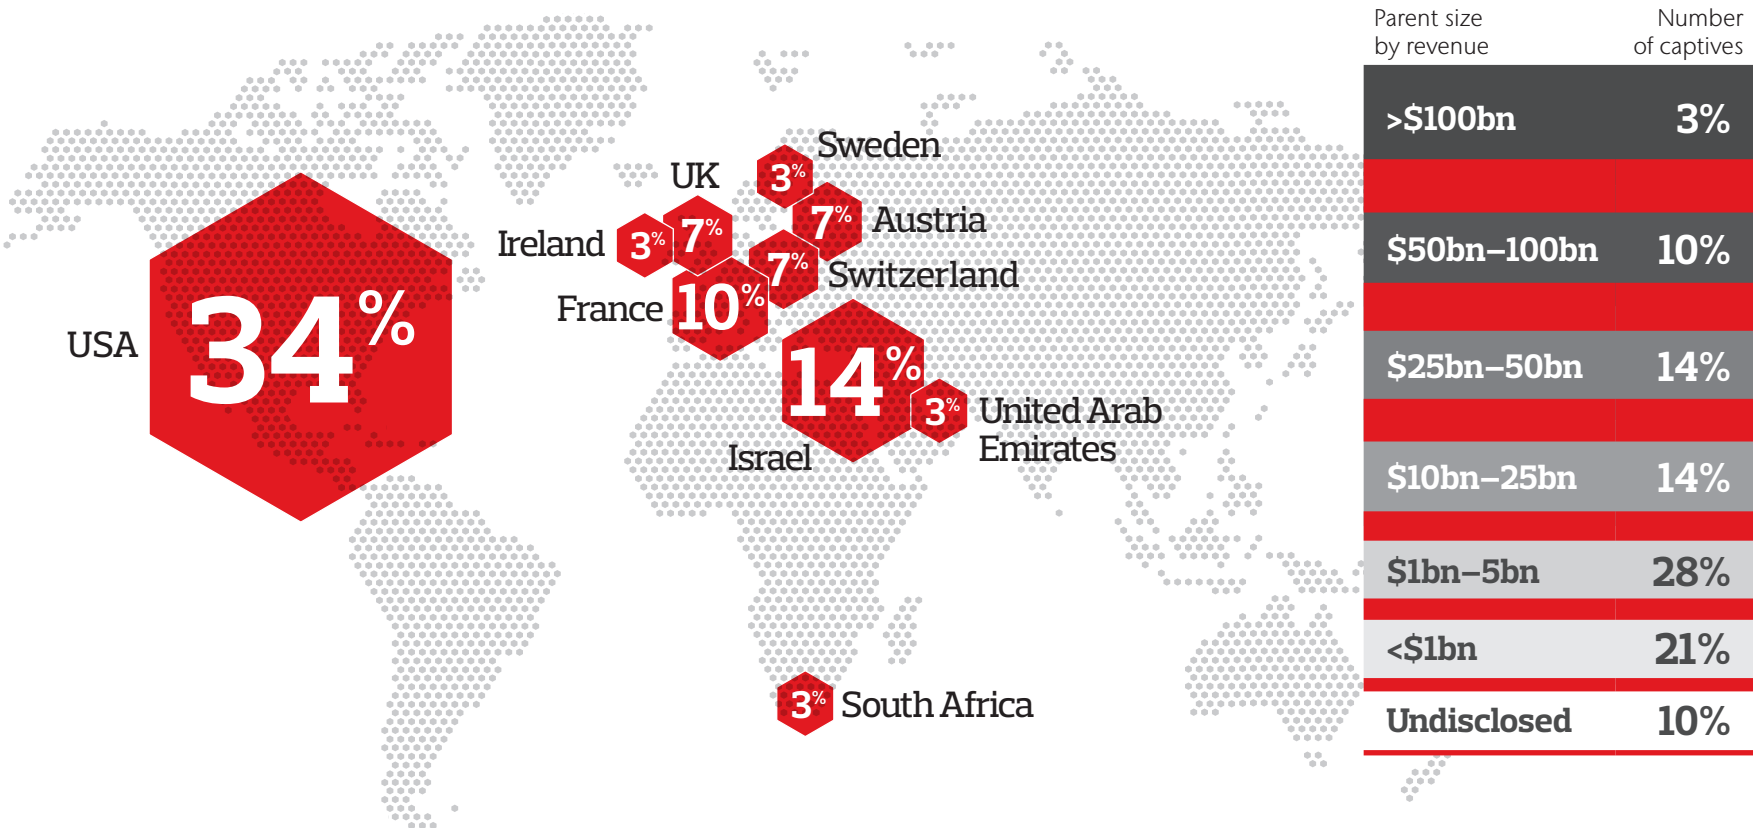 Sweden
3%
UK
7%
Austria
Ireland
3%
7%
7%
Switzerland
France
10%
USA
34%
14%
3%
United Arab
Emirates
Israel
3%
South Africa
Parent size
by revenue
Number
of captives
>$100bn 3%
$50bn–100bn 10%
$25bn–50bn 14%
$10bn–25bn 14%
$1bn–5bn 28%
<$1bn 21%
Undisclosed 10%